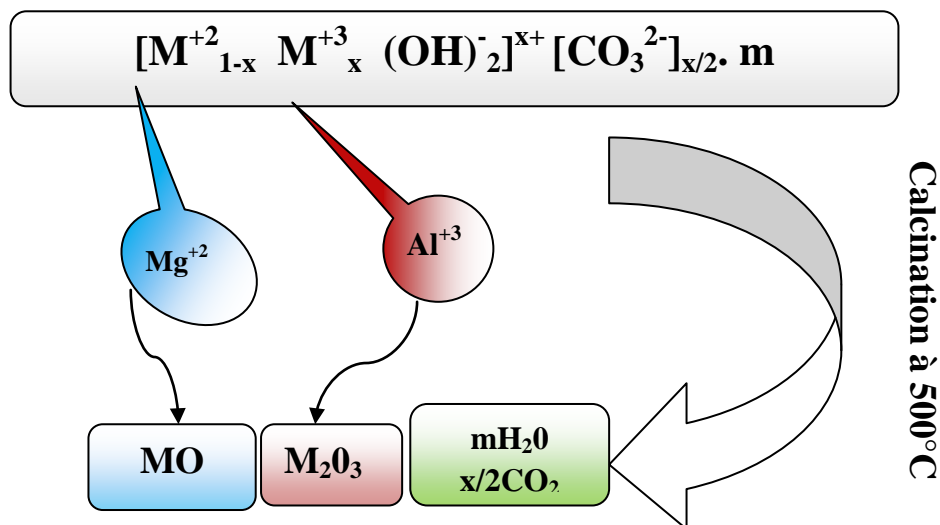 [M⁺²₁₋ₓ M⁺³ₓ (OH)⁻₂]ˣ⁺ [CO₃²⁻]ₓ/₂. m
Mg⁺²
Al⁺³
Calcination à 500°C
MO
M₂0₃
mH₂0
x/2CO₂